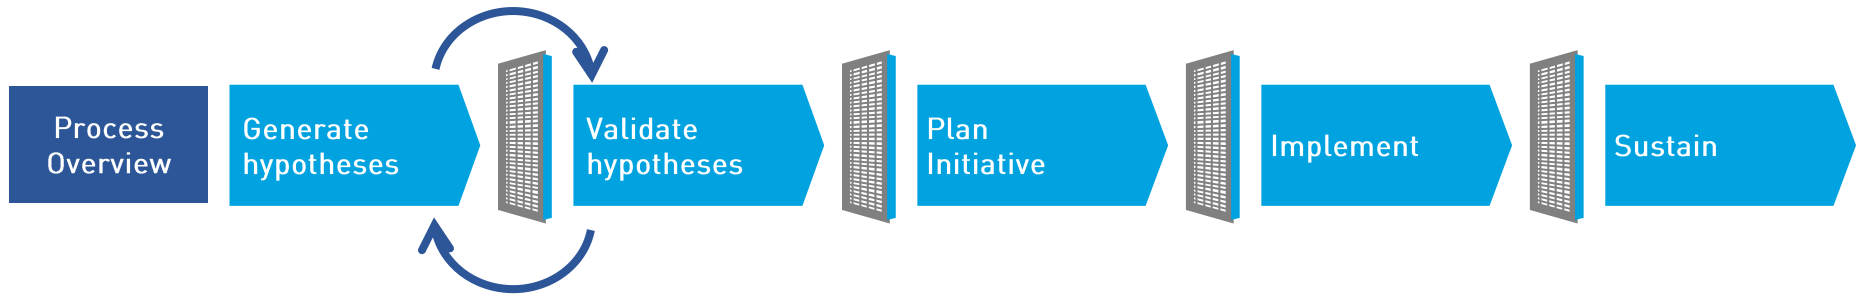 Process
Overview
Generate
hypotheses
Validate
hypotheses
Plan
Initiative
Implement
Sustain